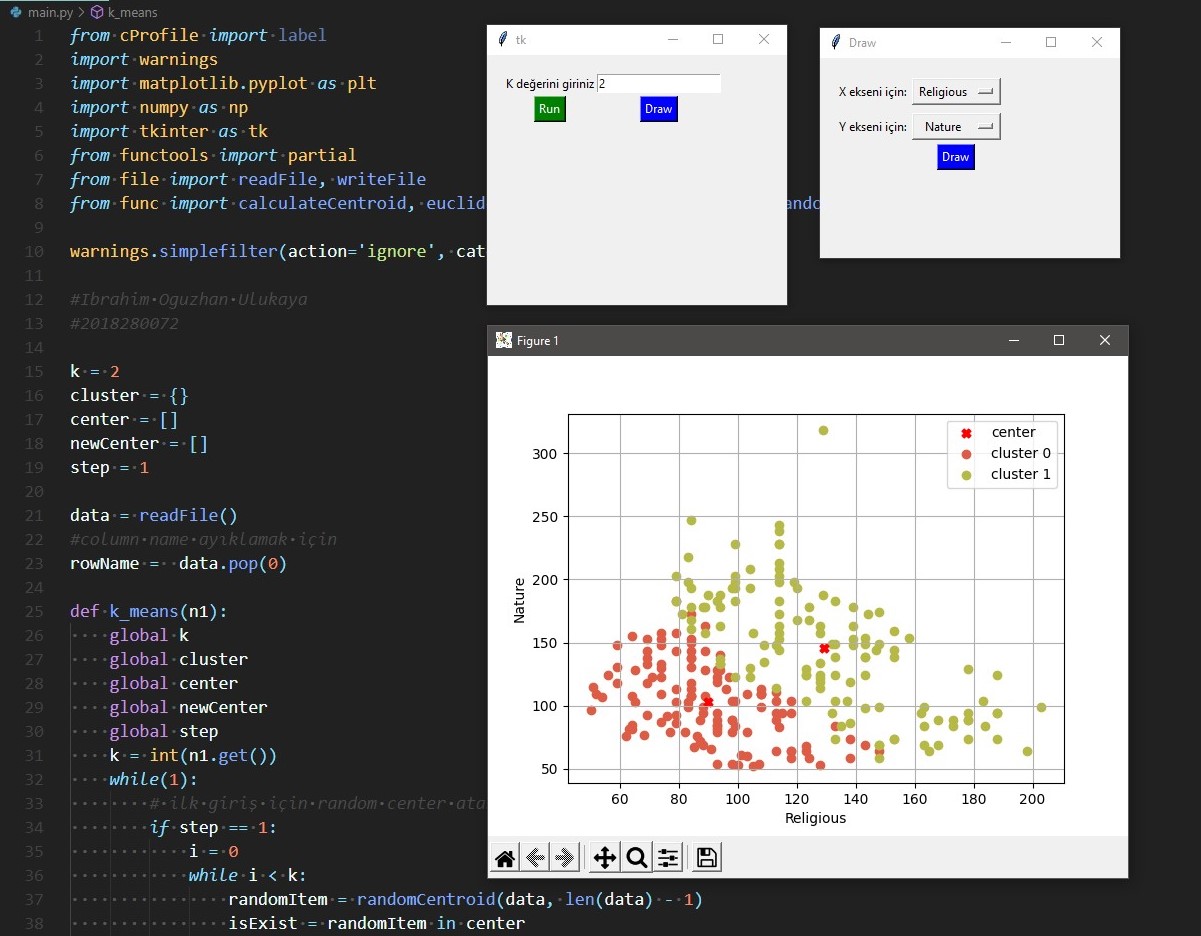 main.py > k_means
1 from cProfile import label
2 import warnings
3 import matplotlib.pyplot as plt
4 import numpy as np
5 import tkinter as tk
6 from functools import partial
7 from file import readFile, writeFile
8 from func import calculateCentroid, euclid
9
10 warnings.simplefilter(action='ignore', cat
11
12 #Ibrahim Oguzhan Ulukaya
13 #2018280072
14
15 k = 2
16 cluster = {}
17 center = []
18 newCenter = []
19 step = 1
20
21 data = readFile()
22 #column name ayıklamak için
23 rowName =  data.pop(0)
24
25 def k_means(n1):
26 global k
27 global cluster
28 global center
29 global newCenter
30 global step
31 k = int(n1.get())
32 while(1):
33 # ilk giriş için random center ata
34 if step == 1:
35 i = 0
36 while i < k:
37 randomItem = randomCentroid(data, len(data) - 1)
38 isExist = randomItem in center
tk
K değerini giriniz 2
Run Draw
Draw
X ekseni için: Religious
Y ekseni için: Nature
Draw
ando
Figure 1
center
cluster 0
cluster 1
300
250
200
150
100
50
Nature
60 80 100 120 140 160 180 200
Religious